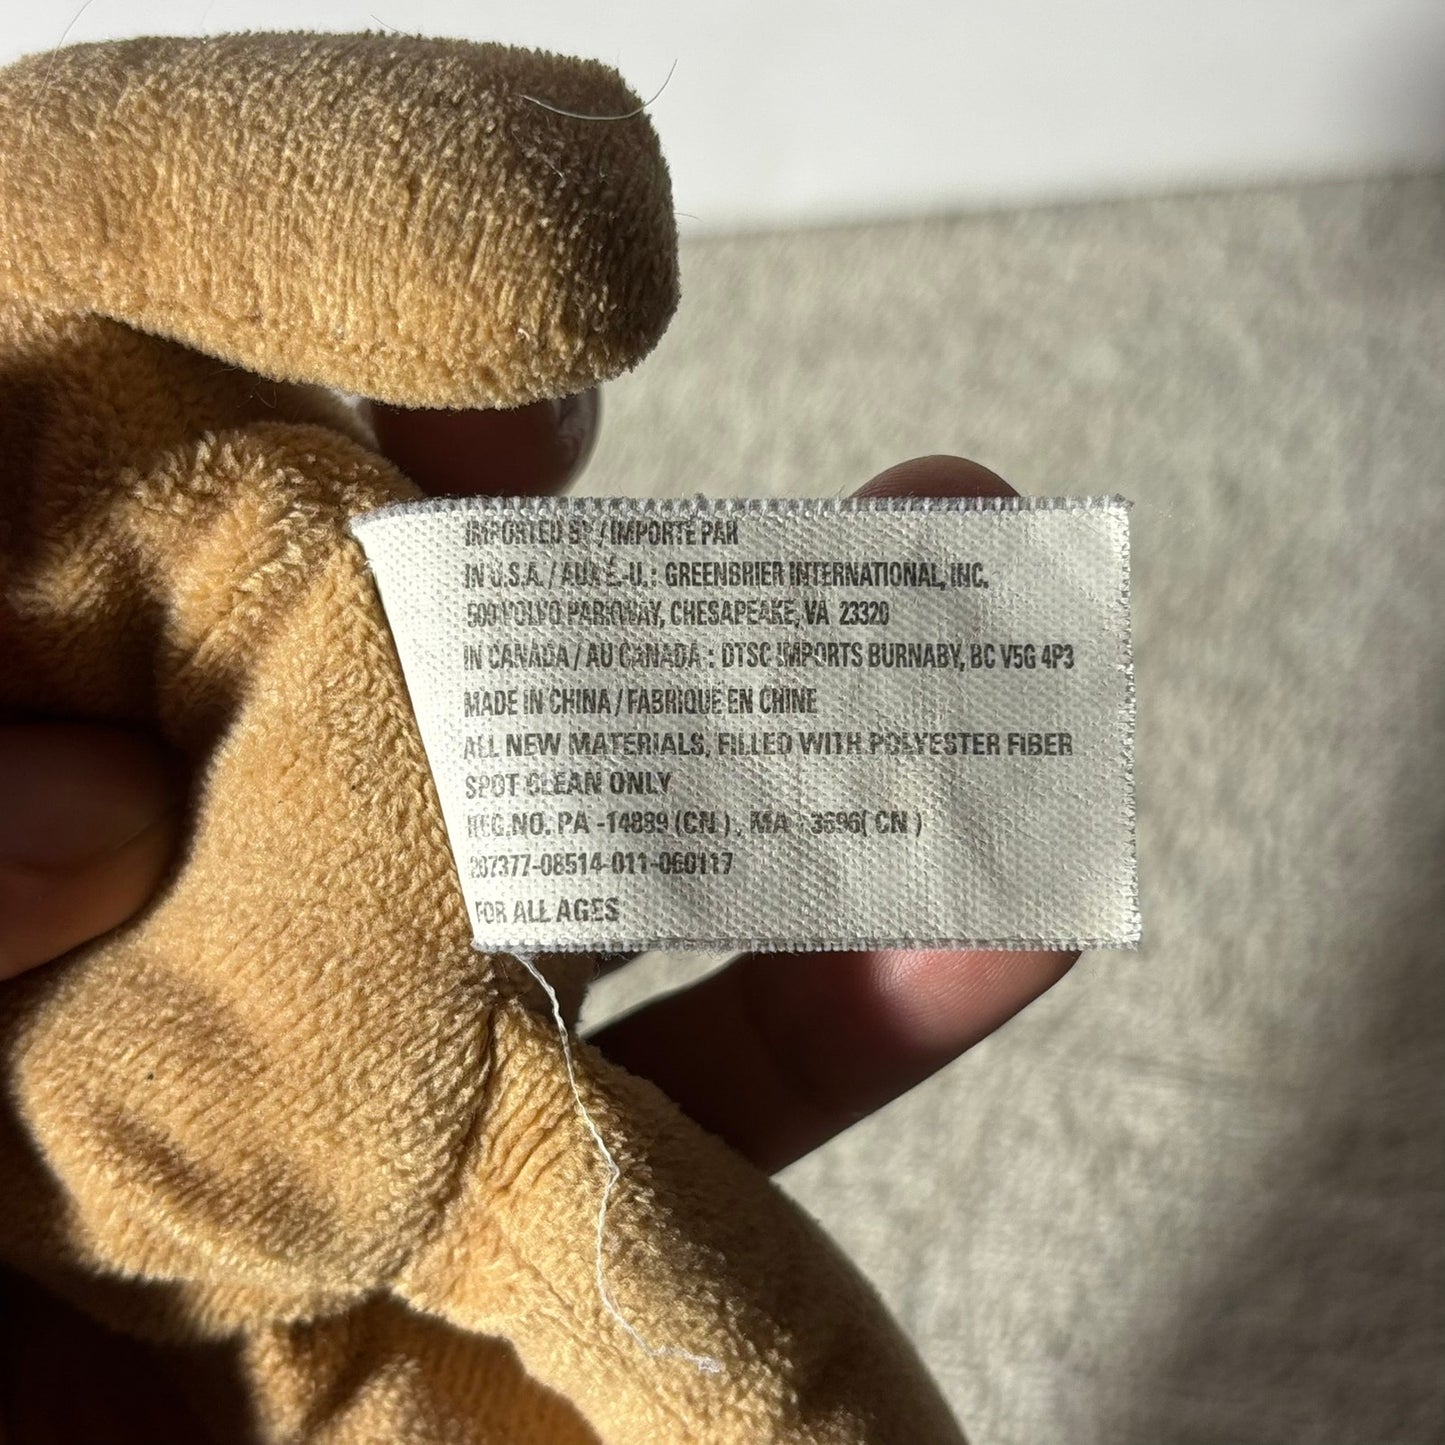 IMPORTED BY / IMPORTÉ PAR
IN U.S.A. / AUX É.-U. : GREENBRIER INTERNATIONAL, INC.
500 VOLVO PARKWAY, CHESAPEAKE, VA 23320
IN CANADA / AU CANADA : DTSC IMPORTS BURNABY, BC V5G 4P3
MADE IN CHINA / FABRIQUE EN CHINE
ALL NEW MATERIALS, FILLED WITH POLYESTER FIBER
SPOT CLEAN ONLY
REG.NO. PA -14889 (CN ) , MA : 3696( CN )
207377-08514-011-060117
FOR ALL AGES